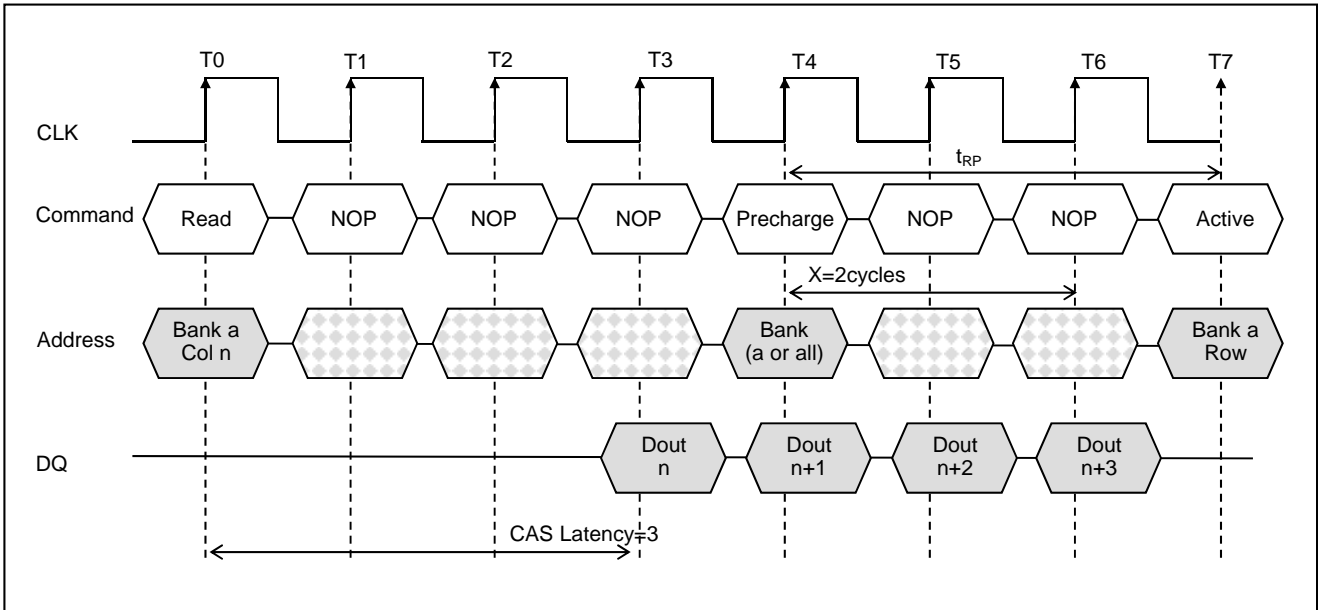 T0 T1 T2 T3 T4 T5 T6 T7
CLK
tRP
Command Read NOP NOP NOP Precharge NOP NOP Active
X=2cycles
Address Bank a Col n Bank (a or all) Bank a Row
DQ Dout n Dout n+1 Dout n+2 Dout n+3
CAS Latency=3